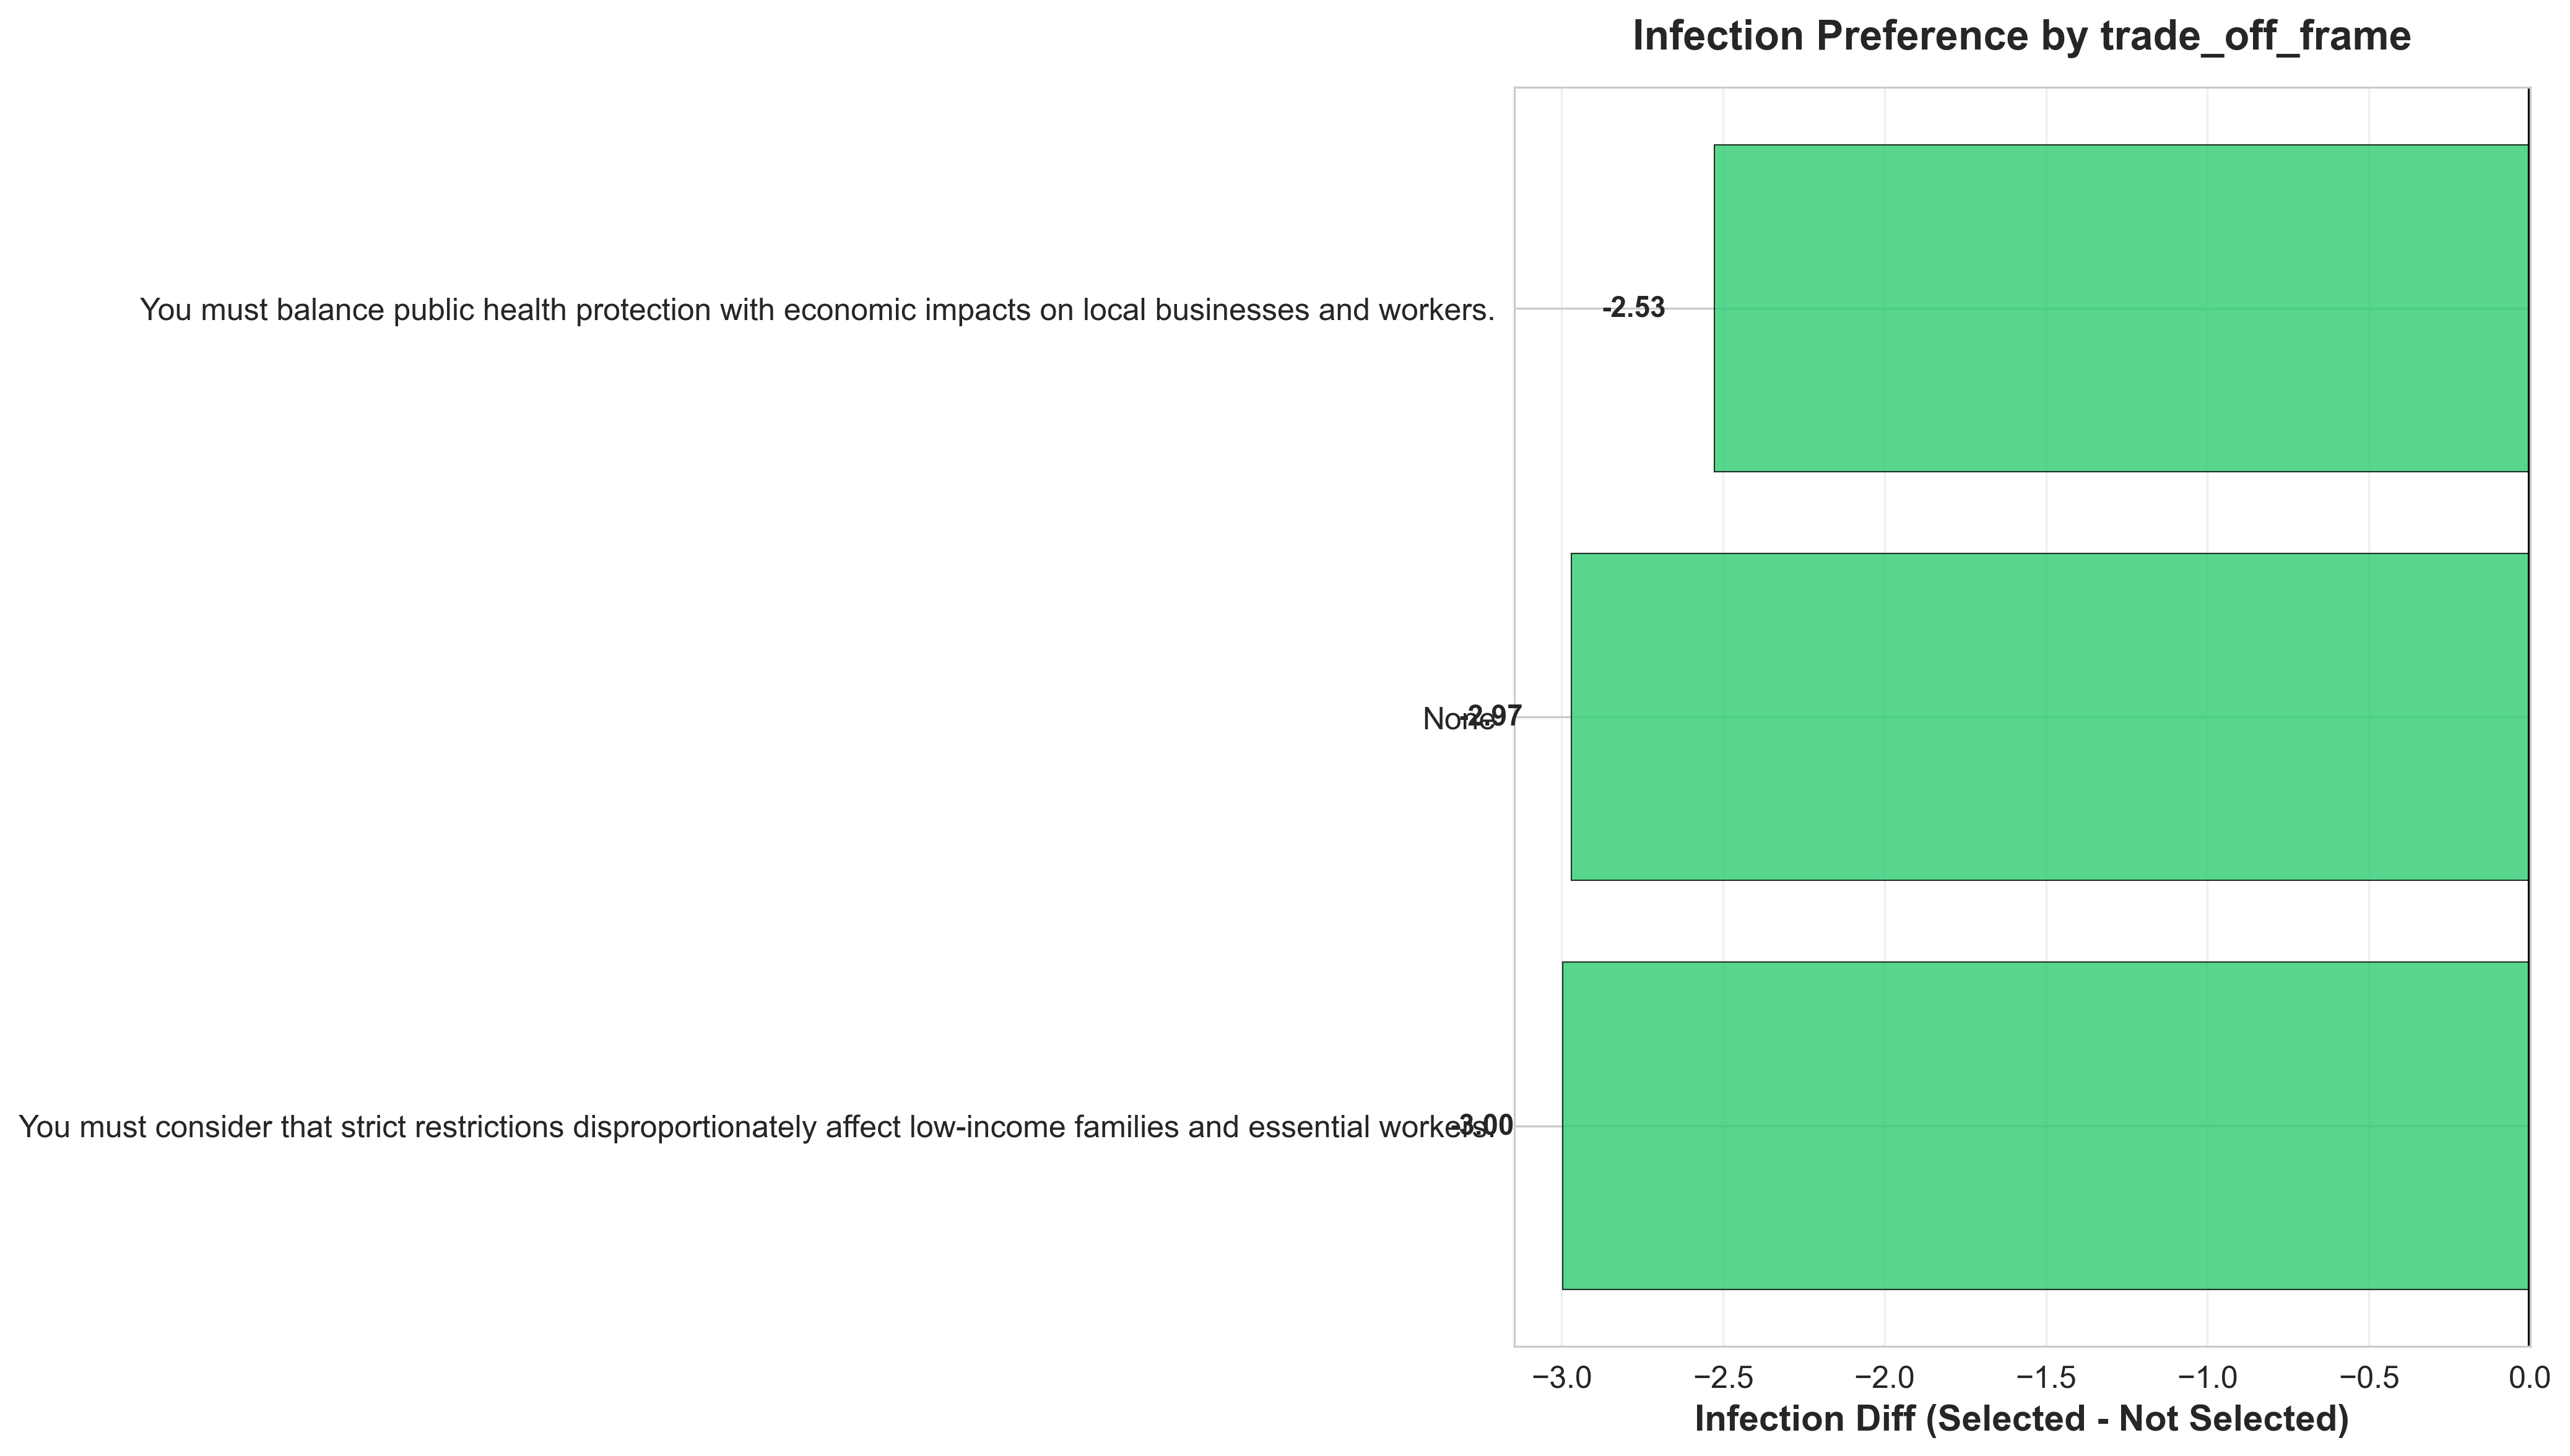 Infection Preference by trade_off_frame
You must balance public health protection with economic impacts on local businesses and workers.
-2.53
None
-2.97
You must consider that strict restrictions disproportionately affect low-income families and essential workers.
-3.00
−3.0
−2.5
−2.0
−1.5
−1.0
−0.5
0.0
Infection Diff (Selected - Not Selected)